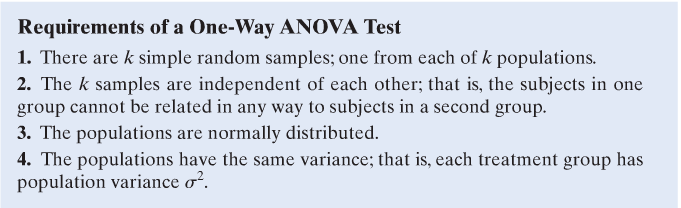 Requirements of a One-Way ANOVA Test
1. There are k simple random samples; one from each of k populations.
2. The k samples are independent of each other; that is, the subjects in one
group cannot be related in any way to subjects in a second group.
3. The populations are normally distributed.
4. The populations have the same variance; that is, each treatment group has
population variance σ².